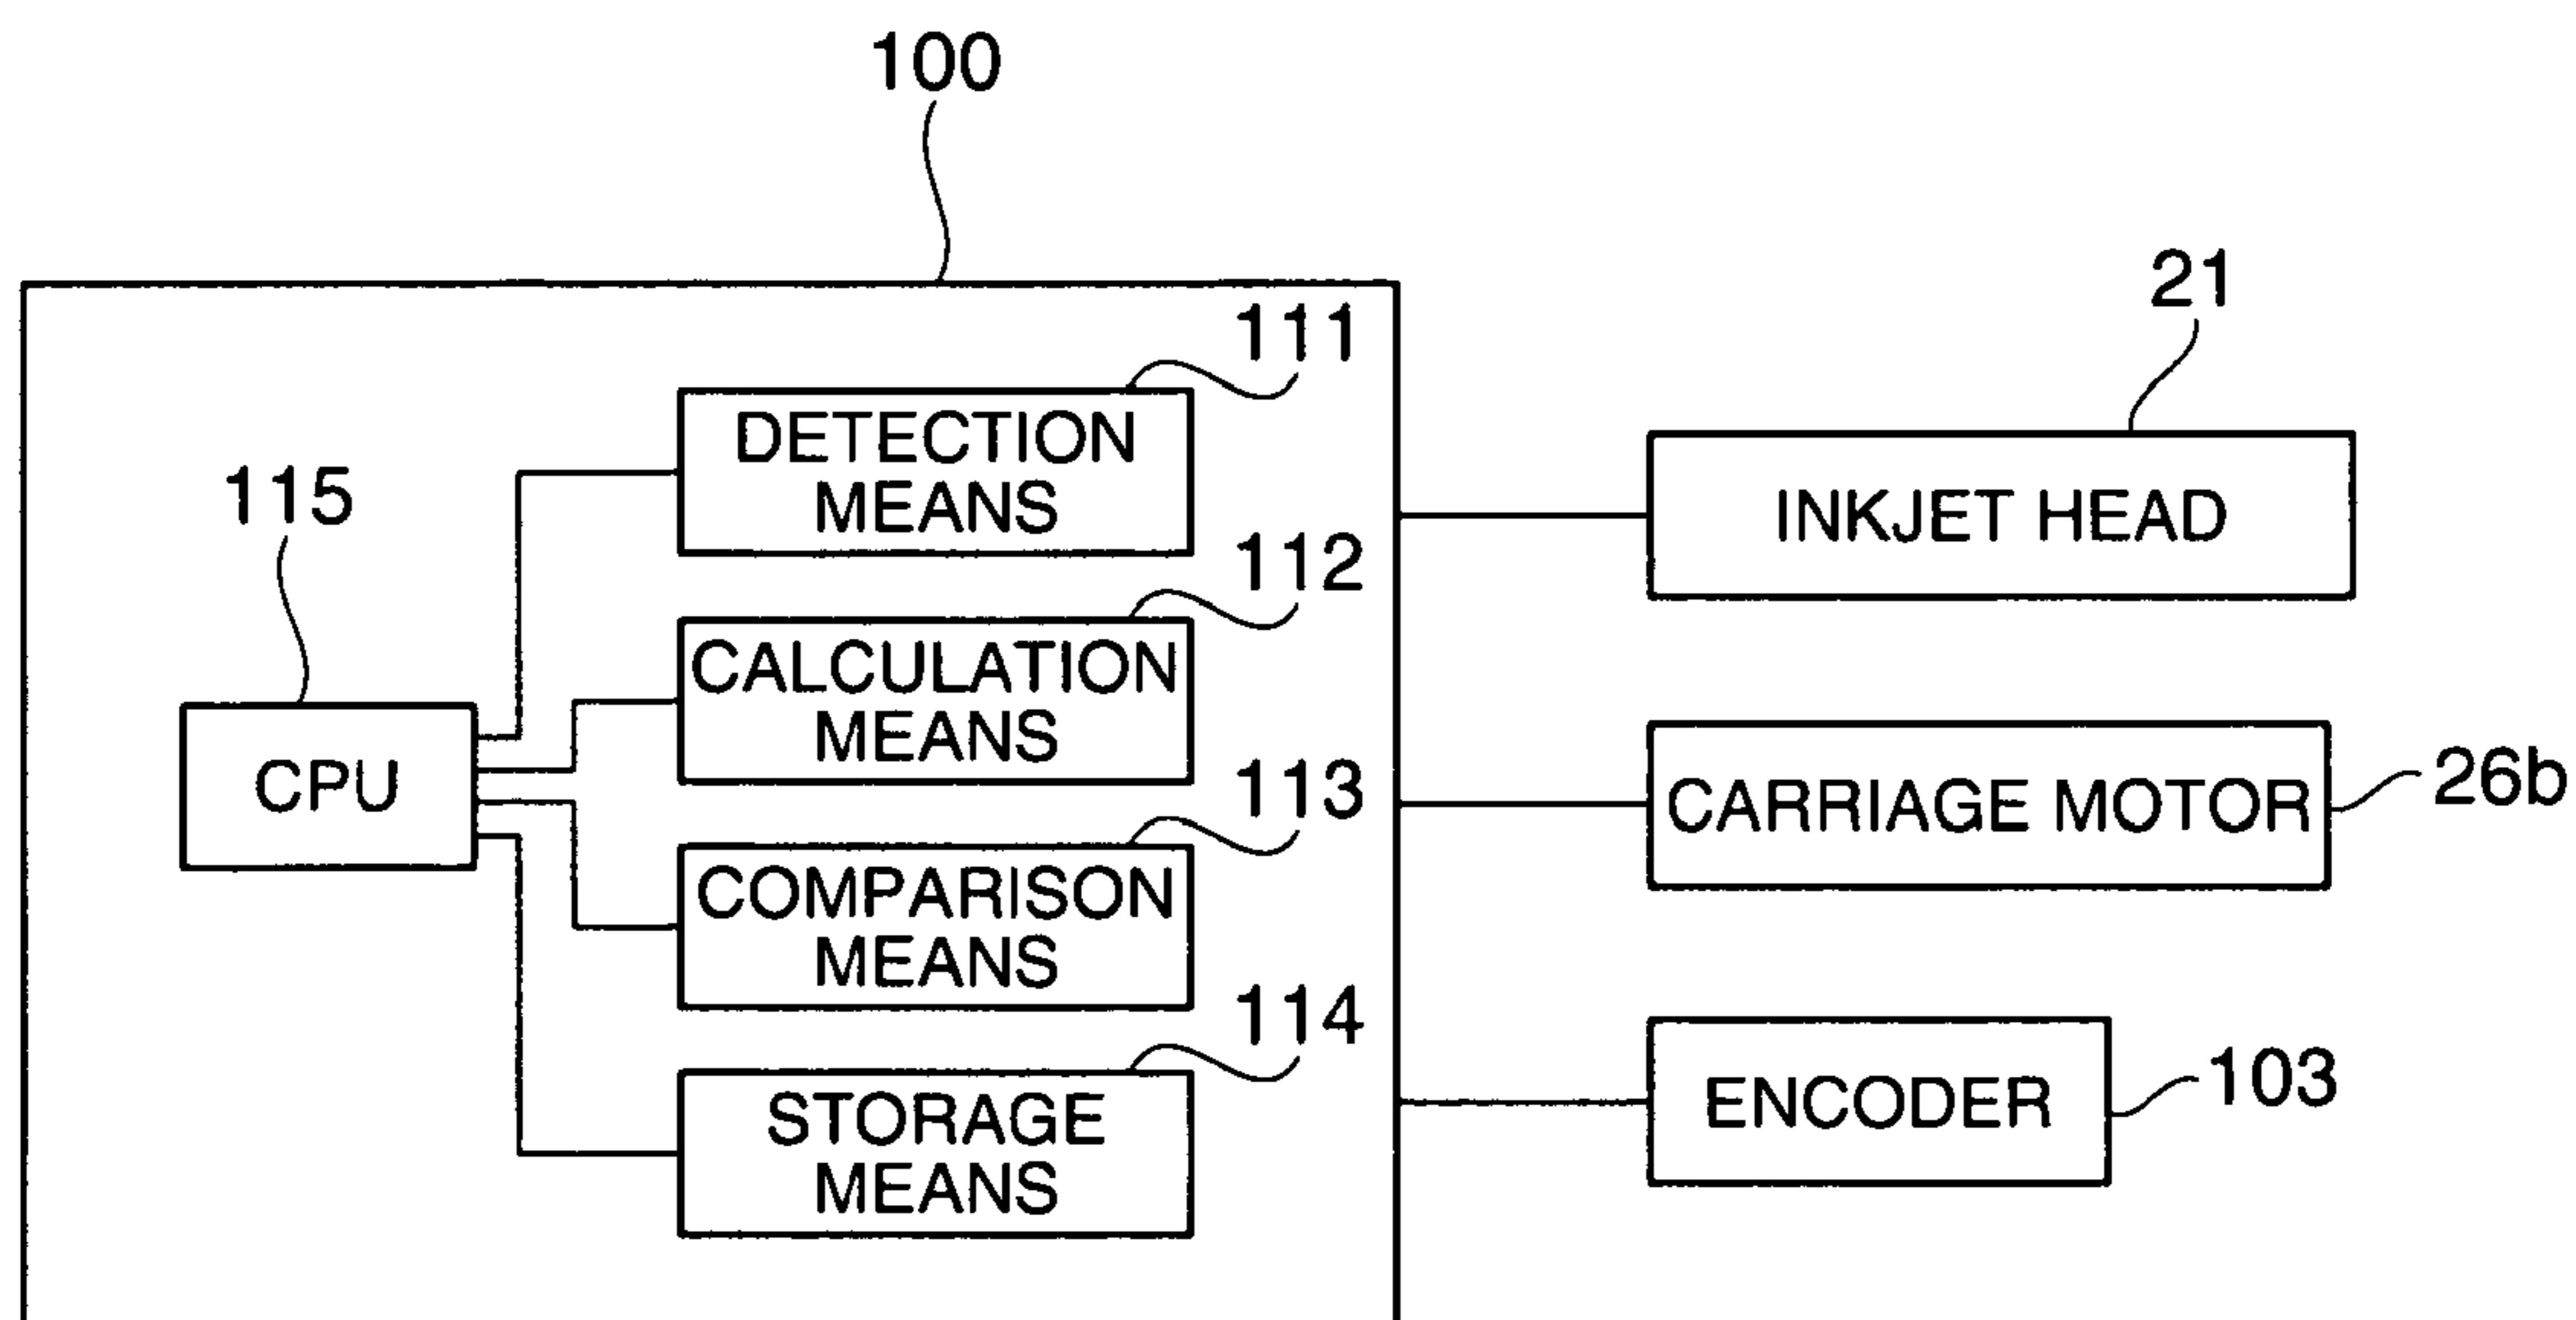 100
21
111
DETECTION
MEANS
115
INKJET HEAD
112
CALCULATION
MEANS
CPU
113
CARRIAGE MOTOR
26b
COMPARISON
MEANS
114
ENCODER
103
STORAGE
MEANS